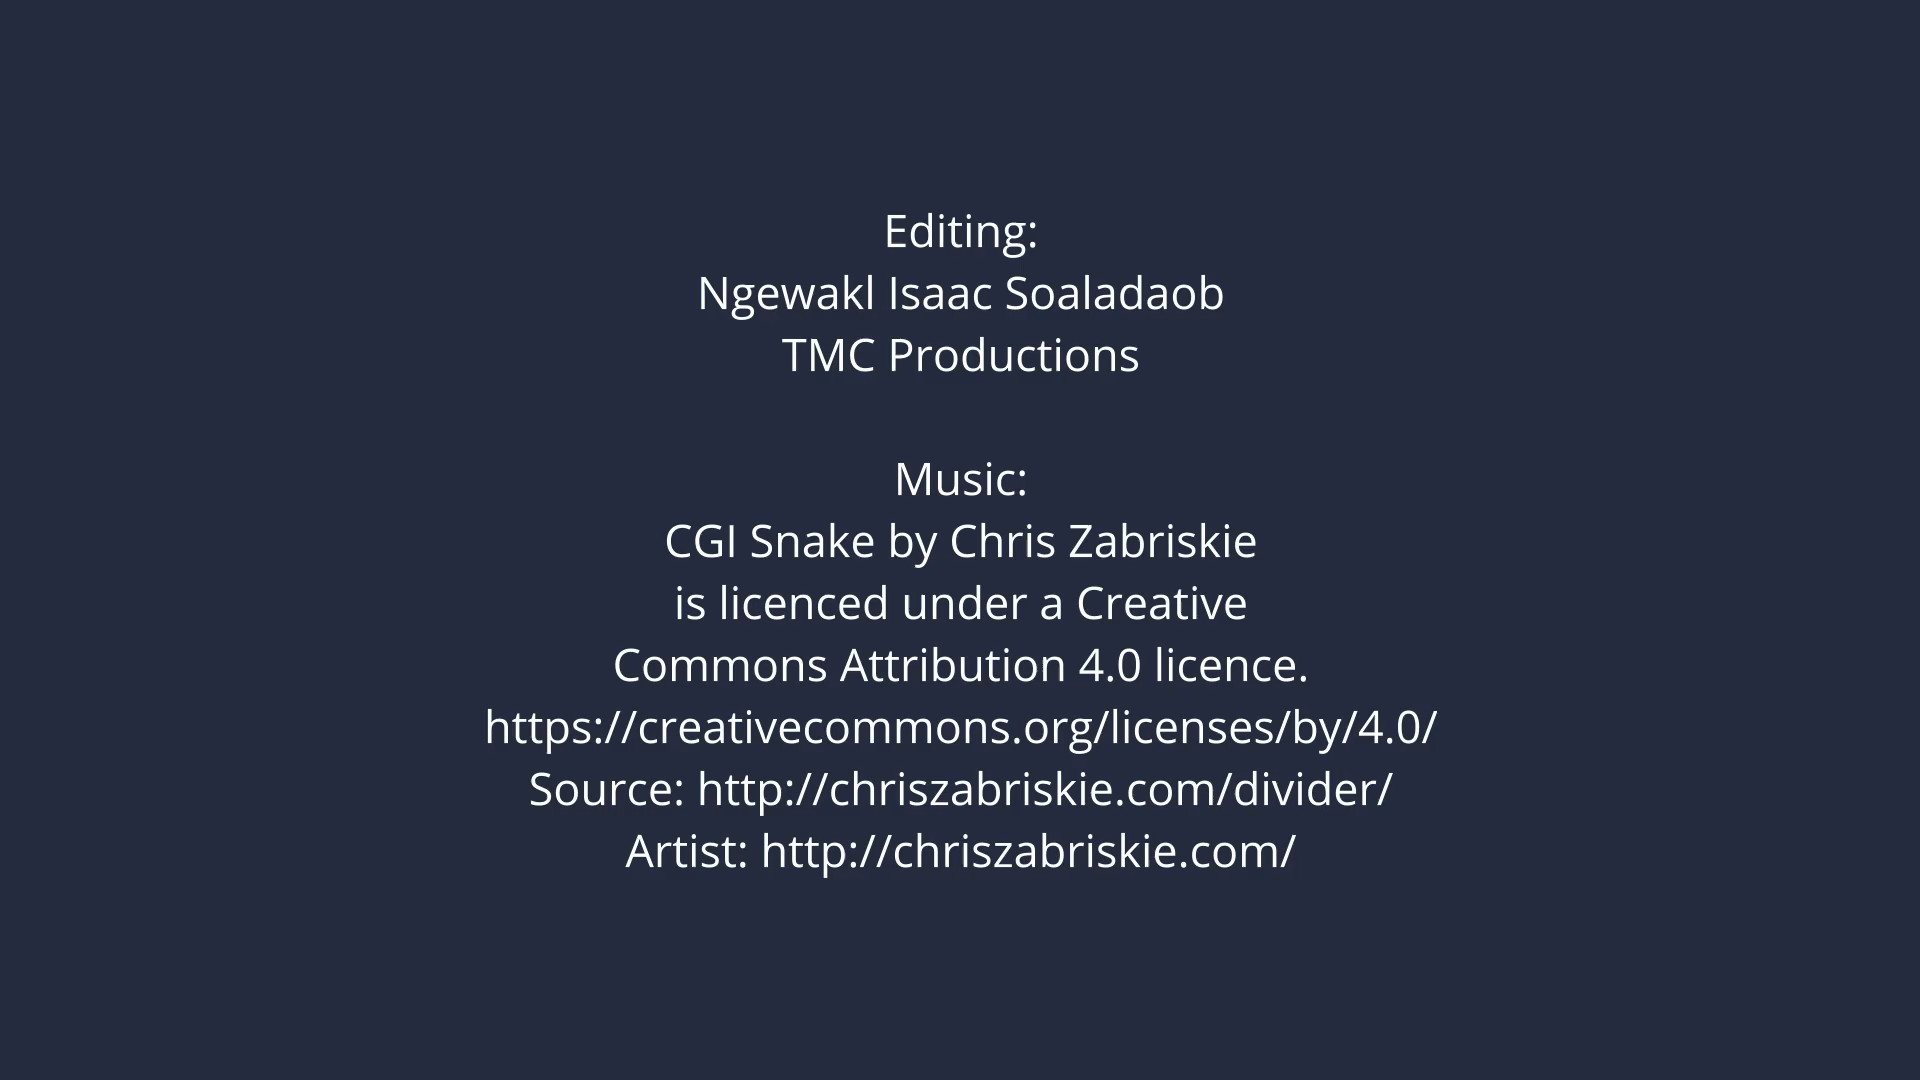 Editing:
Ngewakl Isaac Soaladaob
TMC Productions
Music:
CGI Snake by Chris Zabriskie
is licenced under a Creative
Commons Attribution 4.0 licence.
https://creativecommons.org/licenses/by/4.0/
Source: http://chriszabriskie.com/divider/
Artist: http://chriszabriskie.com/